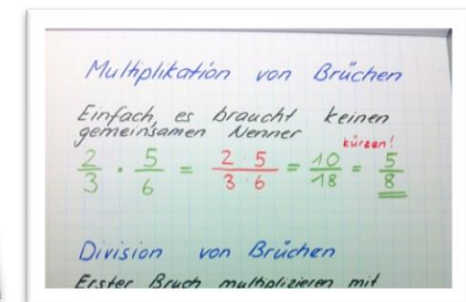 Multiplikation von Brüchen
Einfach, es braucht keinen
gemeinsamen Nenner
kürzen!
2/3 · 5/6 = 2·5/3·6 = 10/18 = 5/8
Division von Brüchen
Erster Bruch multiplizieren mit